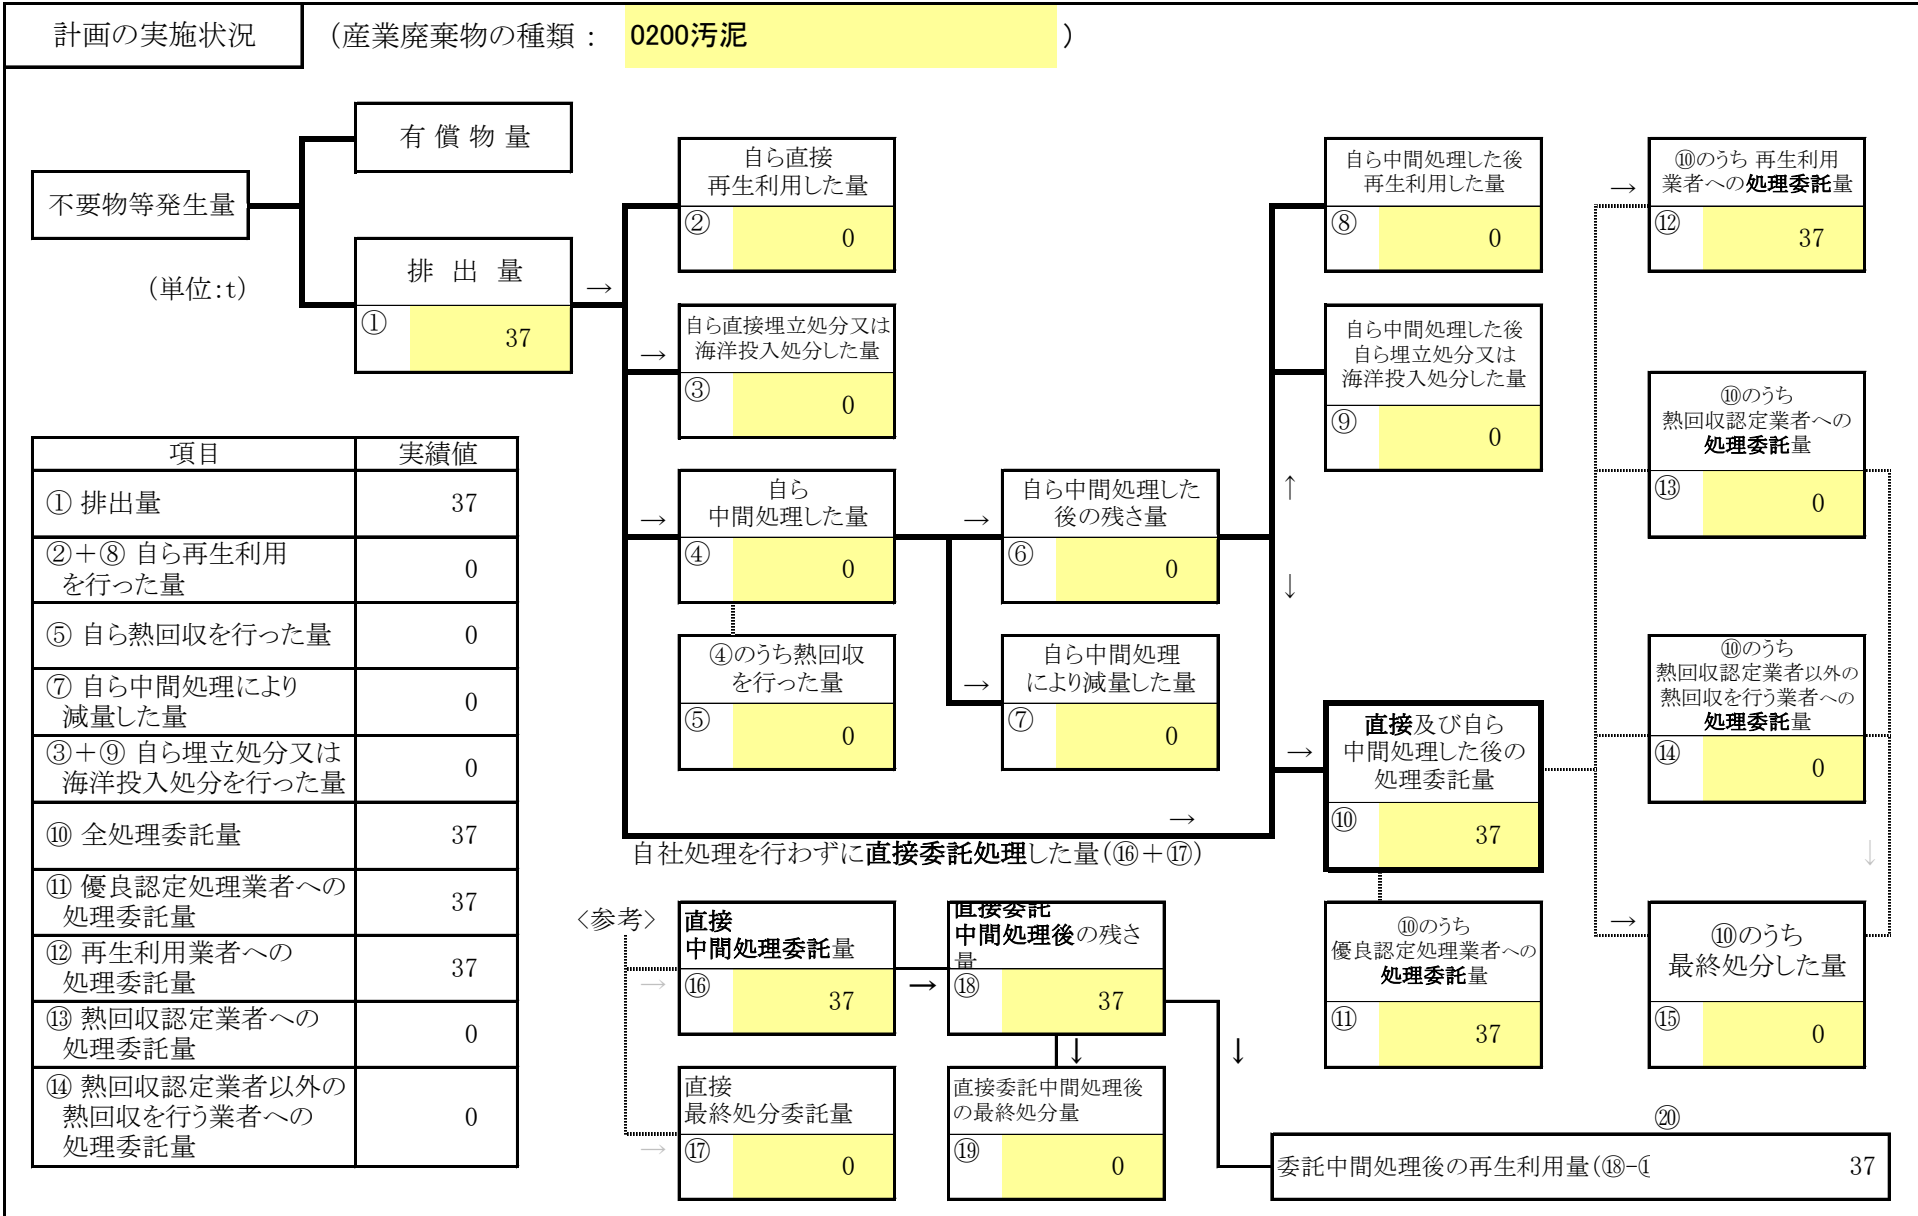 計画の実施状況
(産業廃棄物の種類：
0200汚泥
)
不要物等発生量
(単位:t)
有償物量
排出量
①
37
→
自ら直接
再生利用した量
②
0
→
自ら直接埋立処分又は
海洋投入処分した量
③
0
→
自ら
中間処理した量
④
0
④のうち熱回収
を行った量
⑤
0
→
自ら中間処理した
後の残さ量
⑥
0
→
自ら中間処理
により減量した量
⑦
0
自ら中間処理した後
再生利用した量
⑧
0
自ら中間処理した後
自ら埋立処分又は
海洋投入処分した量
⑨
0
↑
↓
→
直接及び自ら
中間処理した後の
処理委託量
⑩
37
⑩のうち
優良認定処理業者への
処理委託量
⑪
37
→
⑩のうち 再生利用
業者への処理委託量
⑫
37
⑩のうち
熱回収認定業者への
処理委託量
⑬
0
⑩のうち
熱回収認定業者以外の
熱回収を行う業者への
処理委託量
⑭
0
↓
→
⑩のうち
最終処分した量
⑮
0
→
自社処理を行わずに直接委託処理した量(⑯＋⑰)
項目 実績値
① 排出量 37
②＋⑧ 自ら再生利用
を行った量 0
⑤ 自ら熱回収を行った量 0
⑦ 自ら中間処理により
減量した量 0
③＋⑨ 自ら埋立処分又は
海洋投入処分を行った量 0
⑩ 全処理委託量 37
⑪ 優良認定処理業者への
処理委託量 37
⑫ 再生利用業者への
処理委託量 37
⑬ 熱回収認定業者への
処理委託量 0
⑭ 熱回収認定業者以外の
熱回収を行う業者への
処理委託量 0
〈参考〉
→
直接
中間処理委託量
⑯
37
→
直接委託
中間処理後の残さ
量
⑱
37
→
直接
最終処分委託量
⑰
0
↓
直接委託中間処理後
の最終処分量
⑲
0
↓
⑳
委託中間処理後の再生利用量(⑱-
37